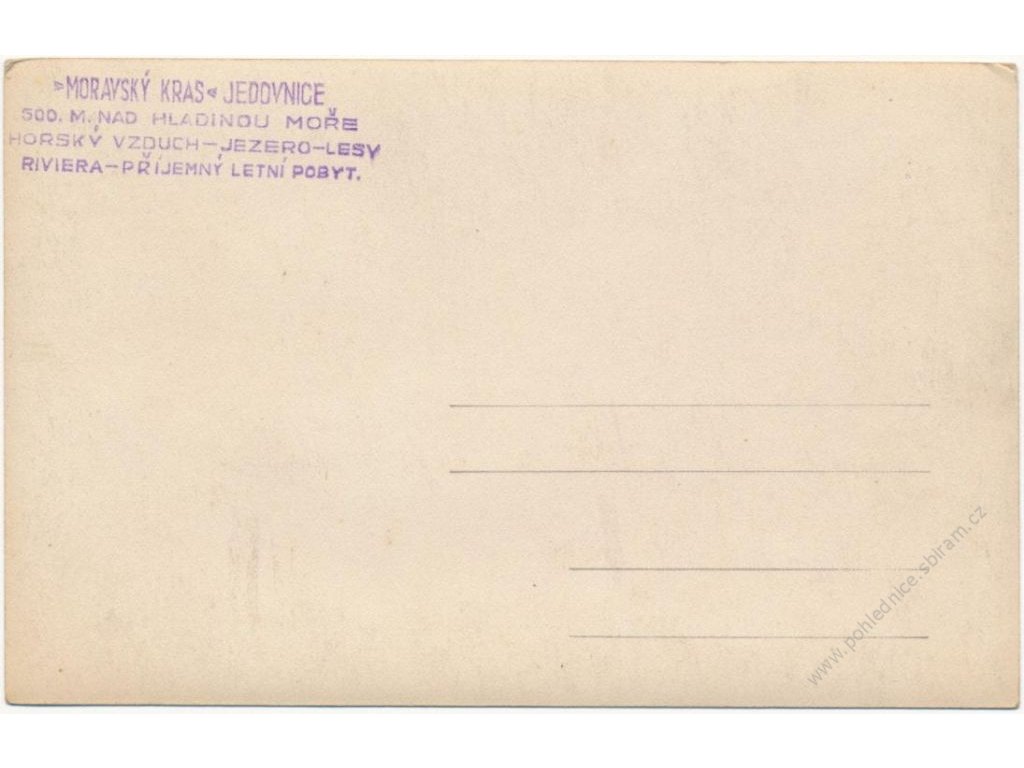 »MORAVSKÝ KRAS« JEDOVNICE
500. M. NAD HLADINOU MOŘE
HORSKÝ VZDUCH-JEZERO-LESY
RIVIERA-PŘÍJEMNÝ LETNÍ POBYT.
www.pohlednice.sbiram.cz